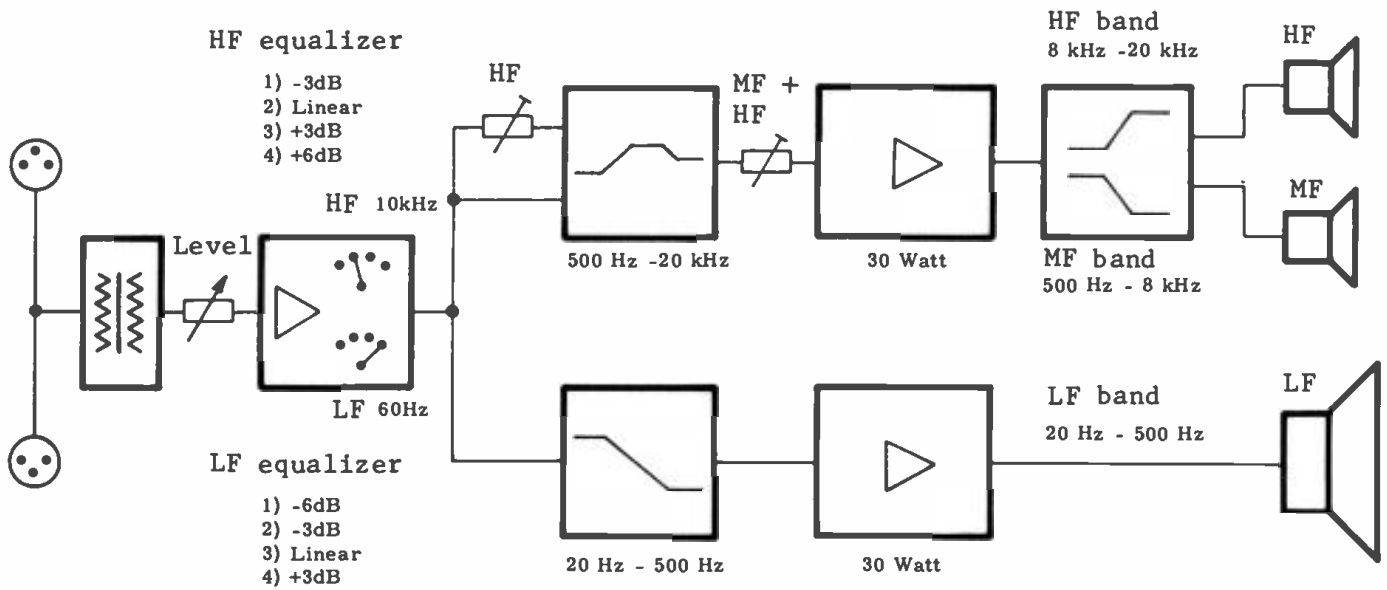 HF equalizer
1) -3dB
2) Linear
3) +3dB
4) +6dB
HF 10kHz
Level
LF 60Hz
LF equalizer
1) -6dB
2) -3dB
3) Linear
4) +3dB
HF
500 Hz -20 kHz
MF +
HF
30 Watt
HF band
8 kHz -20 kHz
MF band
500 Hz - 8 kHz
HF
MF
20 Hz - 500 Hz
30 Watt
LF band
20 Hz - 500 Hz
LF